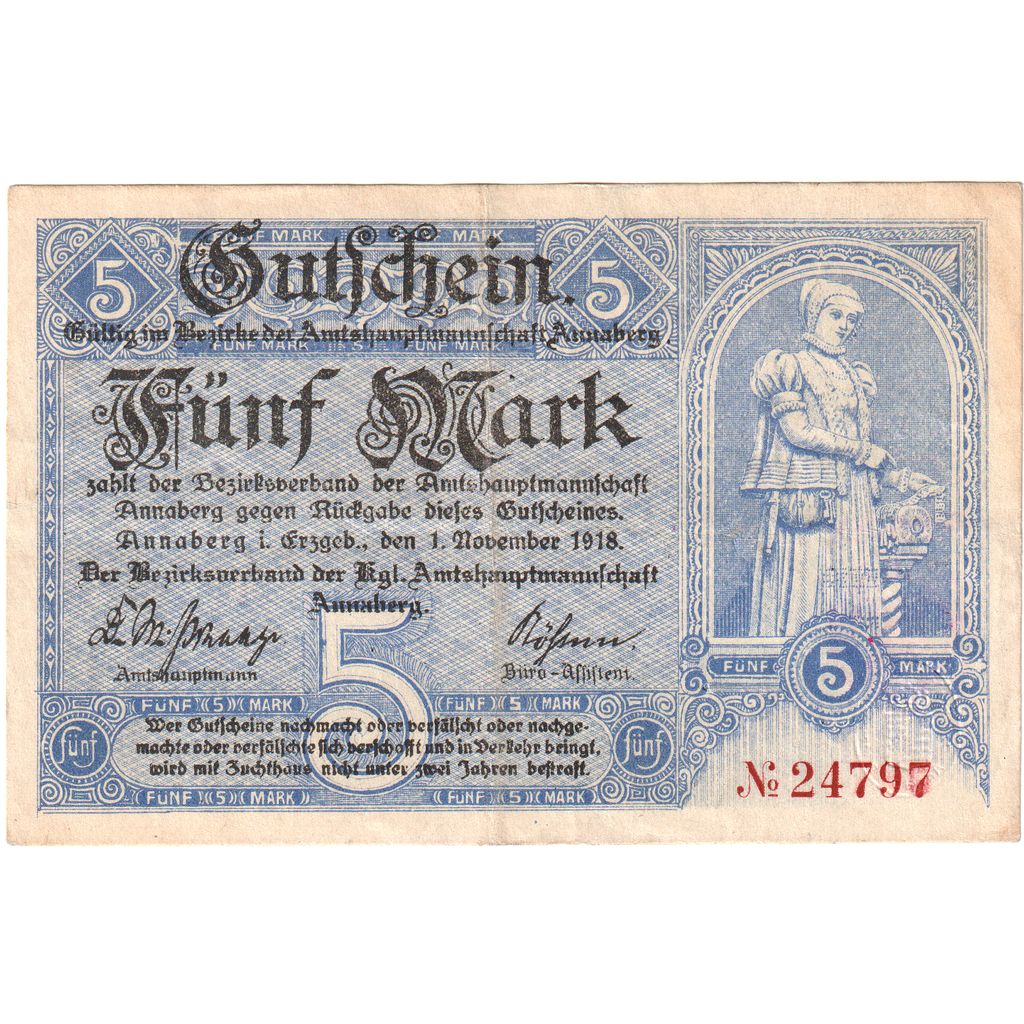 5 MARK MARK 5
Gutschein.
Gültig im Bezirke der Amtshauptmannschaft Annaberg.
FÜNF MARK 5 FÜNF MARK
Fünf Mark
zahlt der Bezirksverband der Amtshauptmannschaft
Annaberg gegen Rückgabe dieses Gutscheines.
Annaberg i. Erzgeb., den 1. November 1918.
Der Bezirksverband der Kgl. Amtshauptmannschaft
Annaberg.
5
Amtshauptmann Büro-Assistent.
FÜNF 5 MARK FÜNF 5 MARK
Wer Gutscheine nachmacht oder verfälscht oder nachge-
fünf machte oder verfälschte sich verschafft und in Verkehr bringt, fünf
wird mit Zuchthaus nicht unter zwei Jahren bestraft.
FÜNF 5 MARK FÜNF 5 MARK
FÜNF 5 MARK
№ 24797